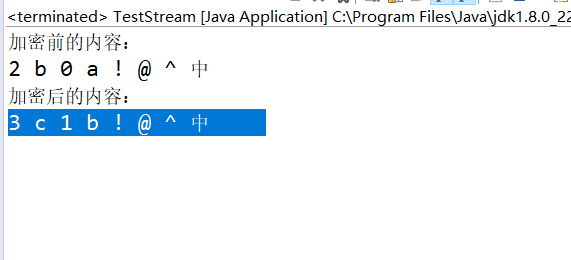 <terminated> TestStream [Java Application] C:\Program Files\Java\jdk1.8.0_22
加密前的内容:
2 b 0 a ! @ ^ 中
加密后的内容:
3 c 1 b ! @ ^ 中